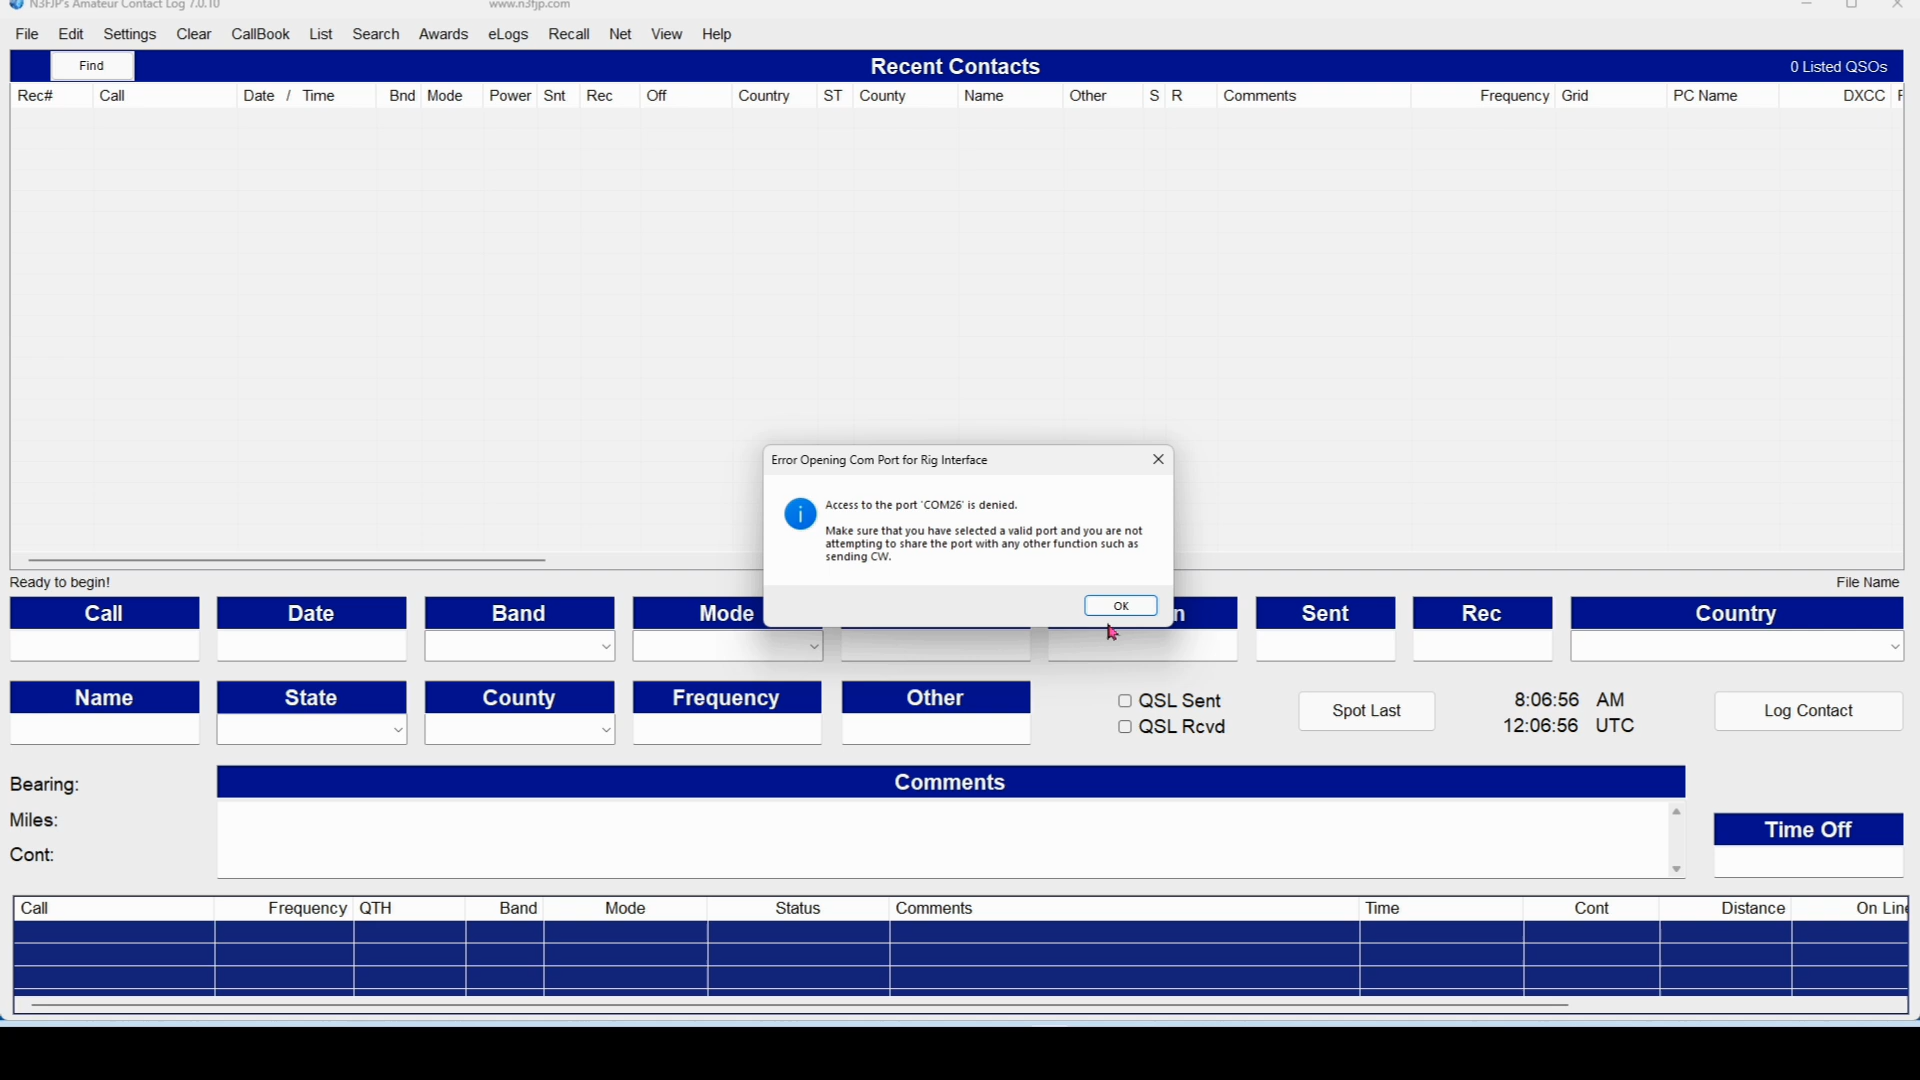 N3FJP's Amateur Contact Log 7.0.10 www.n3fjp.com
File Edit Settings Clear CallBook List Search Awards eLogs Recall Net View Help
Find Recent Contacts 0 Listed QSOs
Rec# Call Date / Time Bnd Mode Power Snt Rec Off Country ST County Name Other S R Comments Frequency Grid PC Name DXCC
Error Opening Com Port for Rig Interface
Access to the port 'COM26' is denied.
Make sure that you have selected a valid port and you are not
attempting to share the port with any other function such as
sending CW.
OK
Ready to begin! File Name
Call Date Band Mode n Sent Rec Country
Name State County Frequency Other
QSL Sent Spot Last 8:06:56 AM Log Contact
QSL Rcvd 12:06:56 UTC
Bearing: Comments
Miles:
Cont:
Time Off
Call Frequency QTH Band Mode Status Comments Time Cont Distance On Line